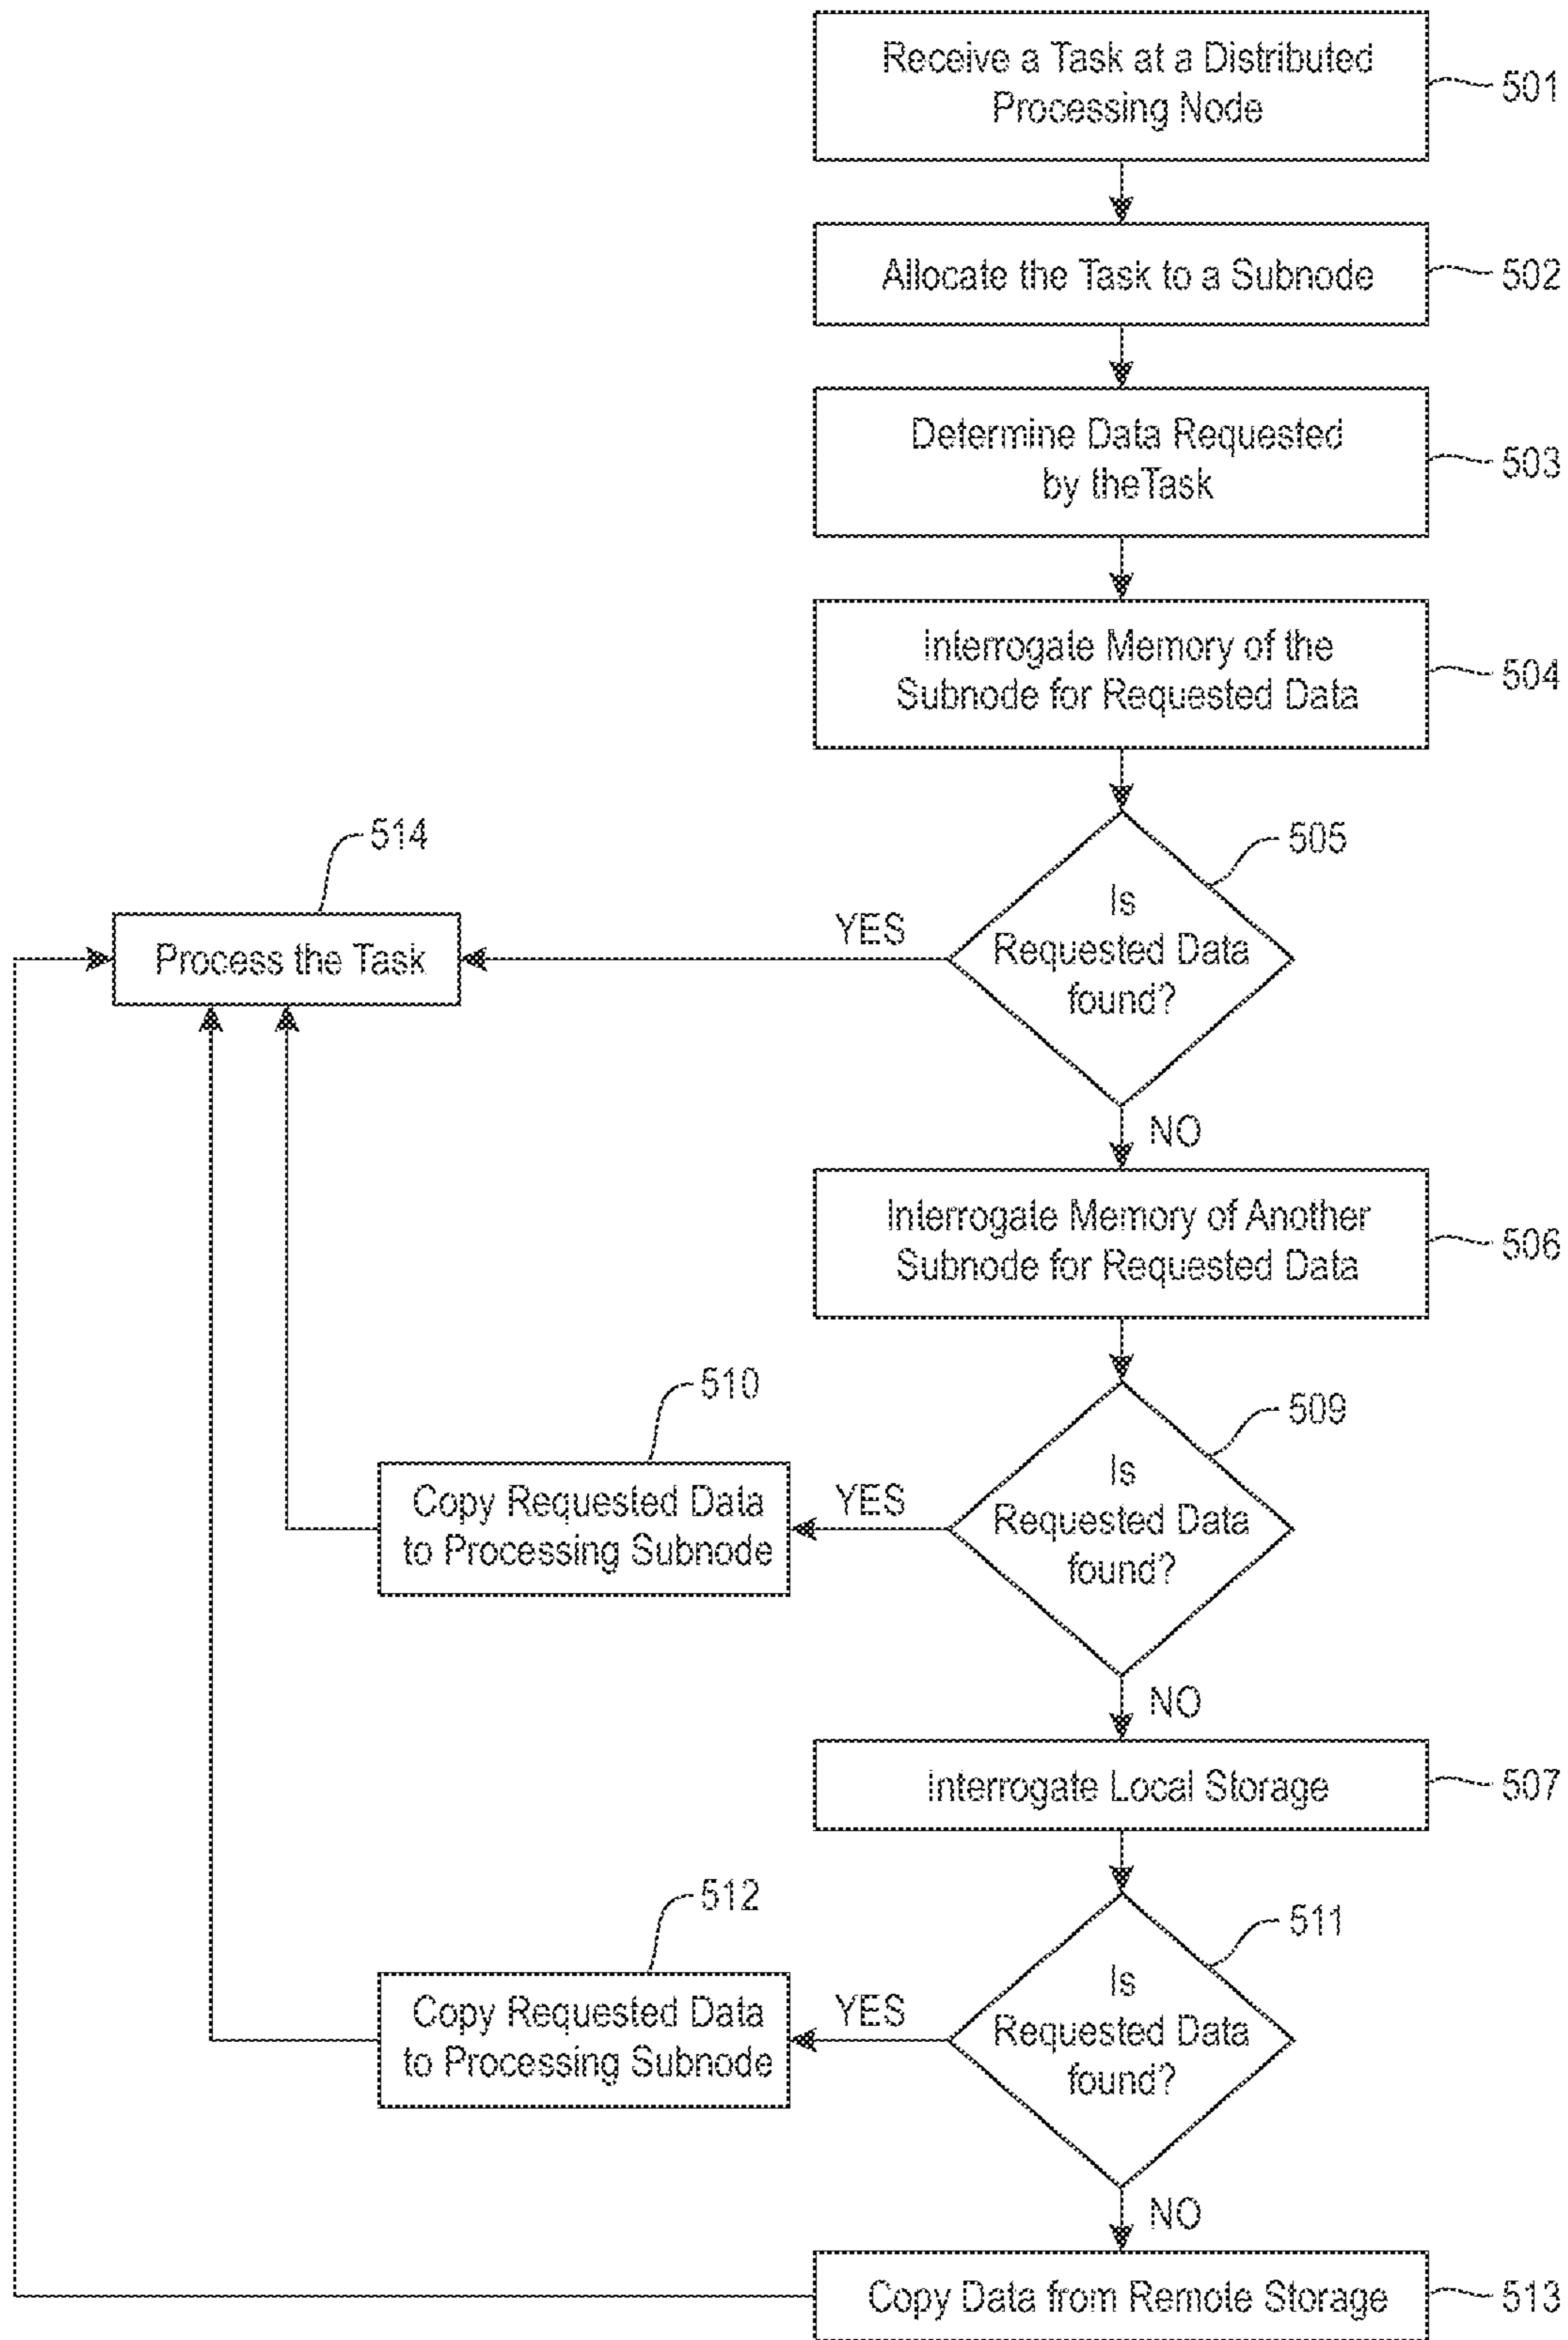 Receive a Task at a Distributed
Processing Node
501
Allocate the Task to a Subnode
502
Determine Data Requested
by theTask
503
Interrogate Memory of the
Subnode for Requested Data
504
505
Is
Requested Data
found?
YES
514
Process the Task
NO
Interrogate Memory of Another
Subnode for Requested Data
506
509
Is
Requested Data
found?
YES
510
Copy Requested Data
to Processing Subnode
NO
Interrogate Local Storage
507
511
Is
Requested Data
found?
YES
512
Copy Requested Data
to Processing Subnode
NO
Copy Data from Remote Storage
513